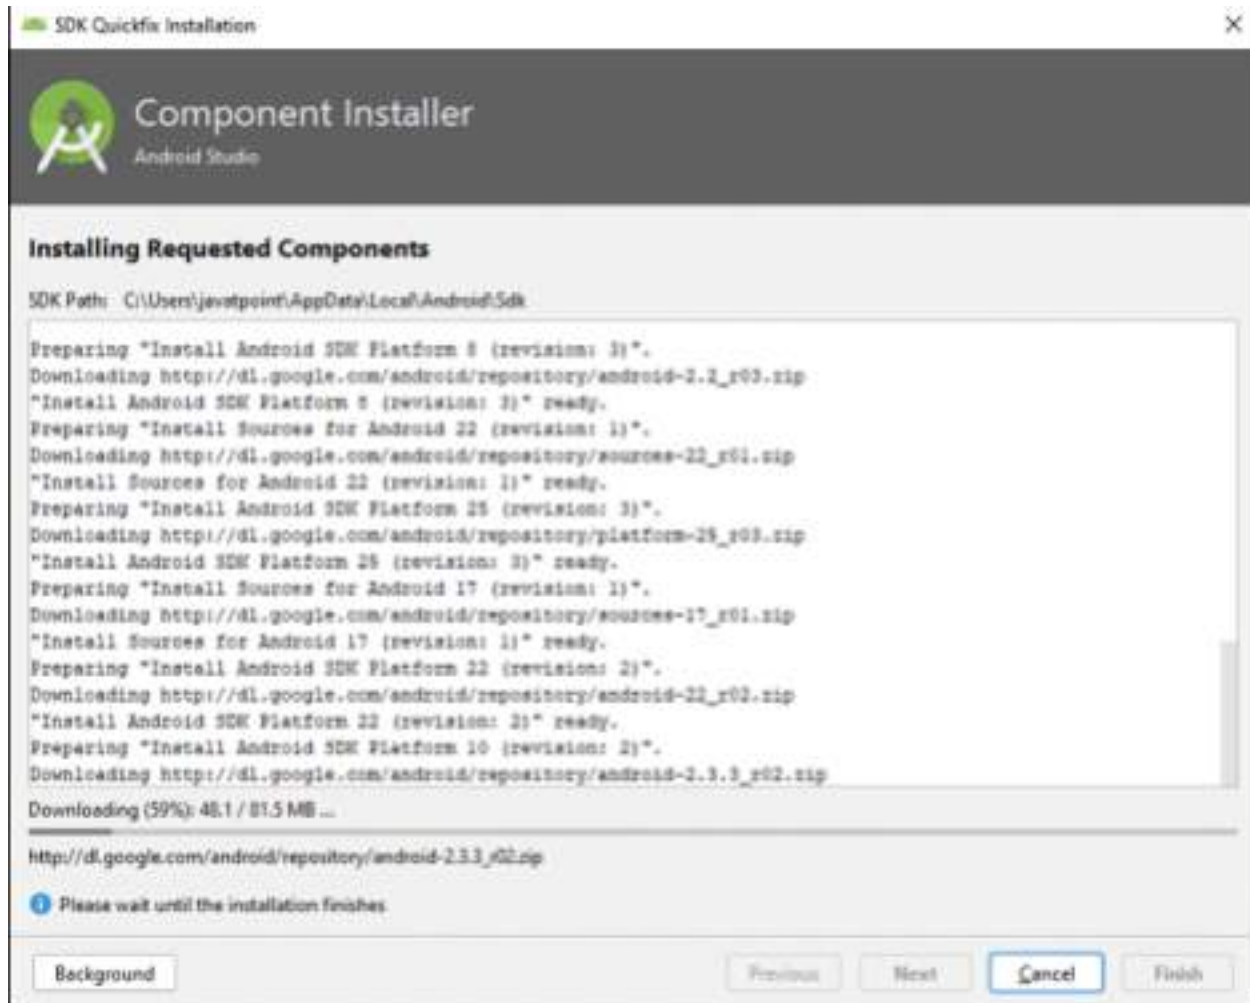 SDK Quickfix Installation
Component Installer
Android Studio
Installing Requested Components
SDK Path: C:\Users\javatpoint\AppData\Local\Android\Sdk
Preparing "Install Android SDK Platform 8 (revision: 3)".
Downloading http://dl.google.com/android/repository/android-2.2_r03.zip
"Install Android SDK Platform 8 (revision: 3)" ready.
Preparing "Install Sources for Android 22 (revision: 1)".
Downloading http://dl.google.com/android/repository/sources-22_r01.zip
"Install Sources for Android 22 (revision: 1)" ready.
Preparing "Install Android SDK Platform 25 (revision: 3)".
Downloading http://dl.google.com/android/repository/platform-25_r03.zip
"Install Android SDK Platform 25 (revision: 3)" ready.
Preparing "Install Sources for Android 17 (revision: 1)".
Downloading http://dl.google.com/android/repository/sources-17_r01.zip
"Install Sources for Android 17 (revision: 1)" ready.
Preparing "Install Android SDK Platform 22 (revision: 2)".
Downloading http://dl.google.com/android/repository/android-22_r02.zip
"Install Android SDK Platform 22 (revision: 2)" ready.
Preparing "Install Android SDK Platform 10 (revision: 2)".
Downloading http://dl.google.com/android/repository/android-2.3.3_r02.zip
Downloading (59%): 48.1 / 81.5 MB ...
http://dl.google.com/android/repository/android-2.3.3_r02.zip
Please wait until the installation finishes
Background Previous Next Cancel Finish